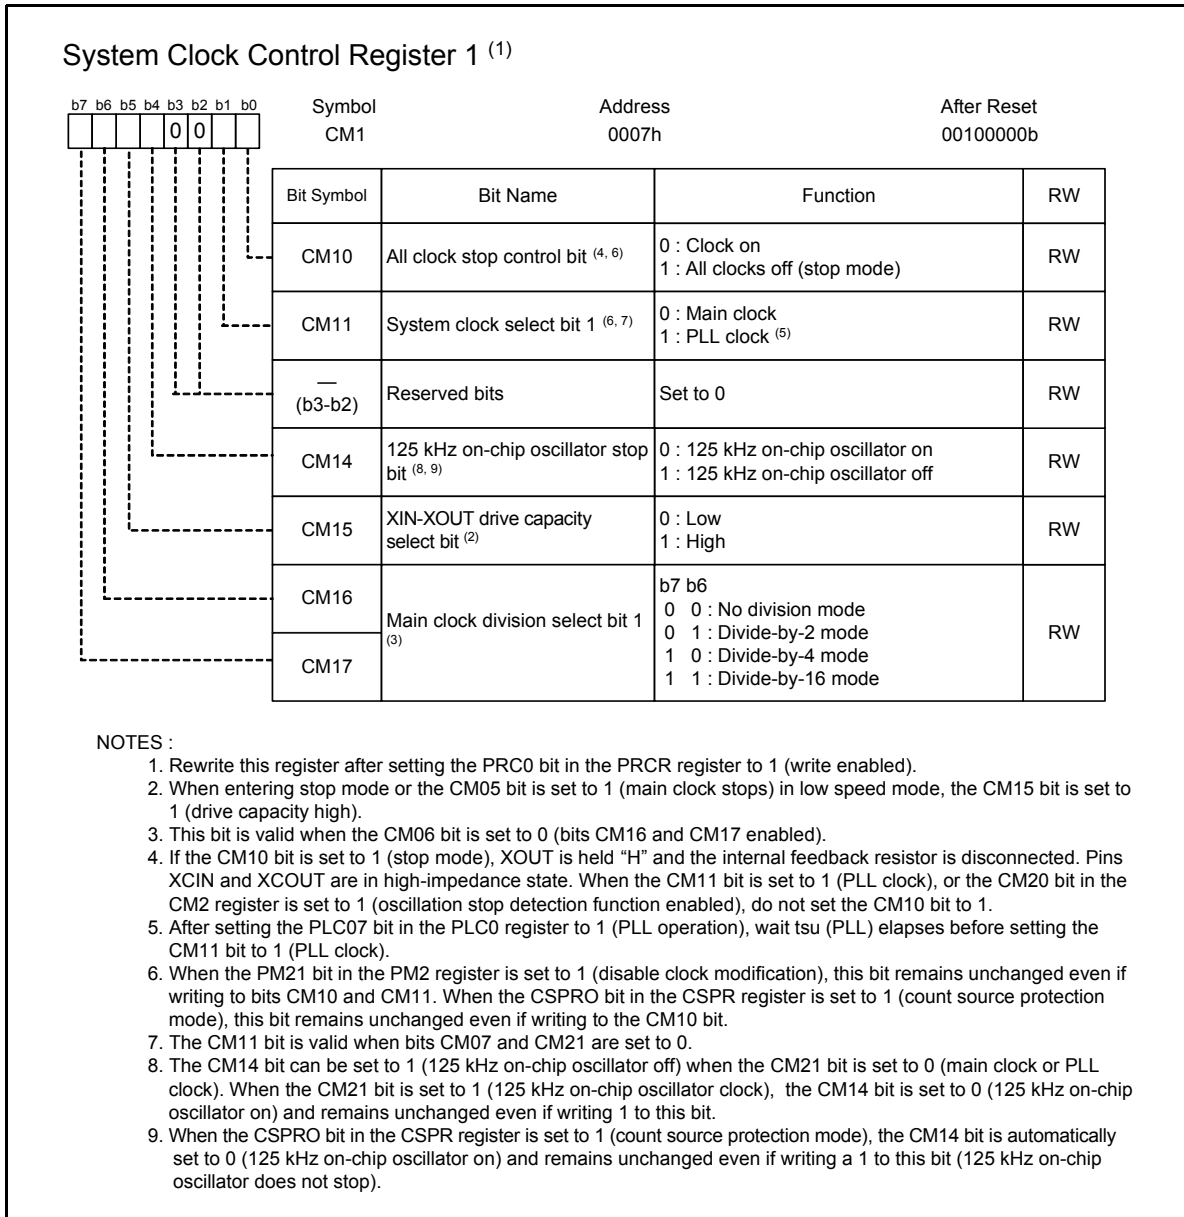 System Clock Control Register 1 (1)
b7 b6 b5 b4 b3 b2 b1 b0 Symbol Address After Reset
0 0 CM1 0007h 00100000b
Bit Symbol Bit Name Function RW
CM10 All clock stop control bit (4, 6) 0 : Clock on
1 : All clocks off (stop mode) RW
CM11 System clock select bit 1 (6, 7) 0 : Main clock
1 : PLL clock (5) RW
—
(b3-b2) Reserved bits Set to 0 RW
CM14 125 kHz on-chip oscillator stop
bit (8, 9) 0 : 125 kHz on-chip oscillator on
1 : 125 kHz on-chip oscillator off RW
CM15 XIN-XOUT drive capacity
select bit (2) 0 : Low
1 : High RW
CM16
CM17
Main clock division select bit 1
(3)
b7 b6
0 0 : No division mode
0 1 : Divide-by-2 mode
1 0 : Divide-by-4 mode
1 1 : Divide-by-16 mode
RW
NOTES :
1. Rewrite this register after setting the PRC0 bit in the PRCR register to 1 (write enabled).
2. When entering stop mode or the CM05 bit is set to 1 (main clock stops) in low speed mode, the CM15 bit is set to
1 (drive capacity high).
3. This bit is valid when the CM06 bit is set to 0 (bits CM16 and CM17 enabled).
4. If the CM10 bit is set to 1 (stop mode), XOUT is held “H” and the internal feedback resistor is disconnected. Pins
XCIN and XCOUT are in high-impedance state. When the CM11 bit is set to 1 (PLL clock), or the CM20 bit in the
CM2 register is set to 1 (oscillation stop detection function enabled), do not set the CM10 bit to 1.
5. After setting the PLC07 bit in the PLC0 register to 1 (PLL operation), wait tsu (PLL) elapses before setting the
CM11 bit to 1 (PLL clock).
6. When the PM21 bit in the PM2 register is set to 1 (disable clock modification), this bit remains unchanged even if
writing to bits CM10 and CM11. When the CSPRO bit in the CSPR register is set to 1 (count source protection
mode), this bit remains unchanged even if writing to the CM10 bit.
7. The CM11 bit is valid when bits CM07 and CM21 are set to 0.
8. The CM14 bit can be set to 1 (125 kHz on-chip oscillator off) when the CM21 bit is set to 0 (main clock or PLL
clock). When the CM21 bit is set to 1 (125 kHz on-chip oscillator clock), the CM14 bit is set to 0 (125 kHz on-chip
oscillator on) and remains unchanged even if writing 1 to this bit.
9. When the CSPRO bit in the CSPR register is set to 1 (count source protection mode), the CM14 bit is automatically
set to 0 (125 kHz on-chip oscillator on) and remains unchanged even if writing a 1 to this bit (125 kHz on-chip
oscillator does not stop).